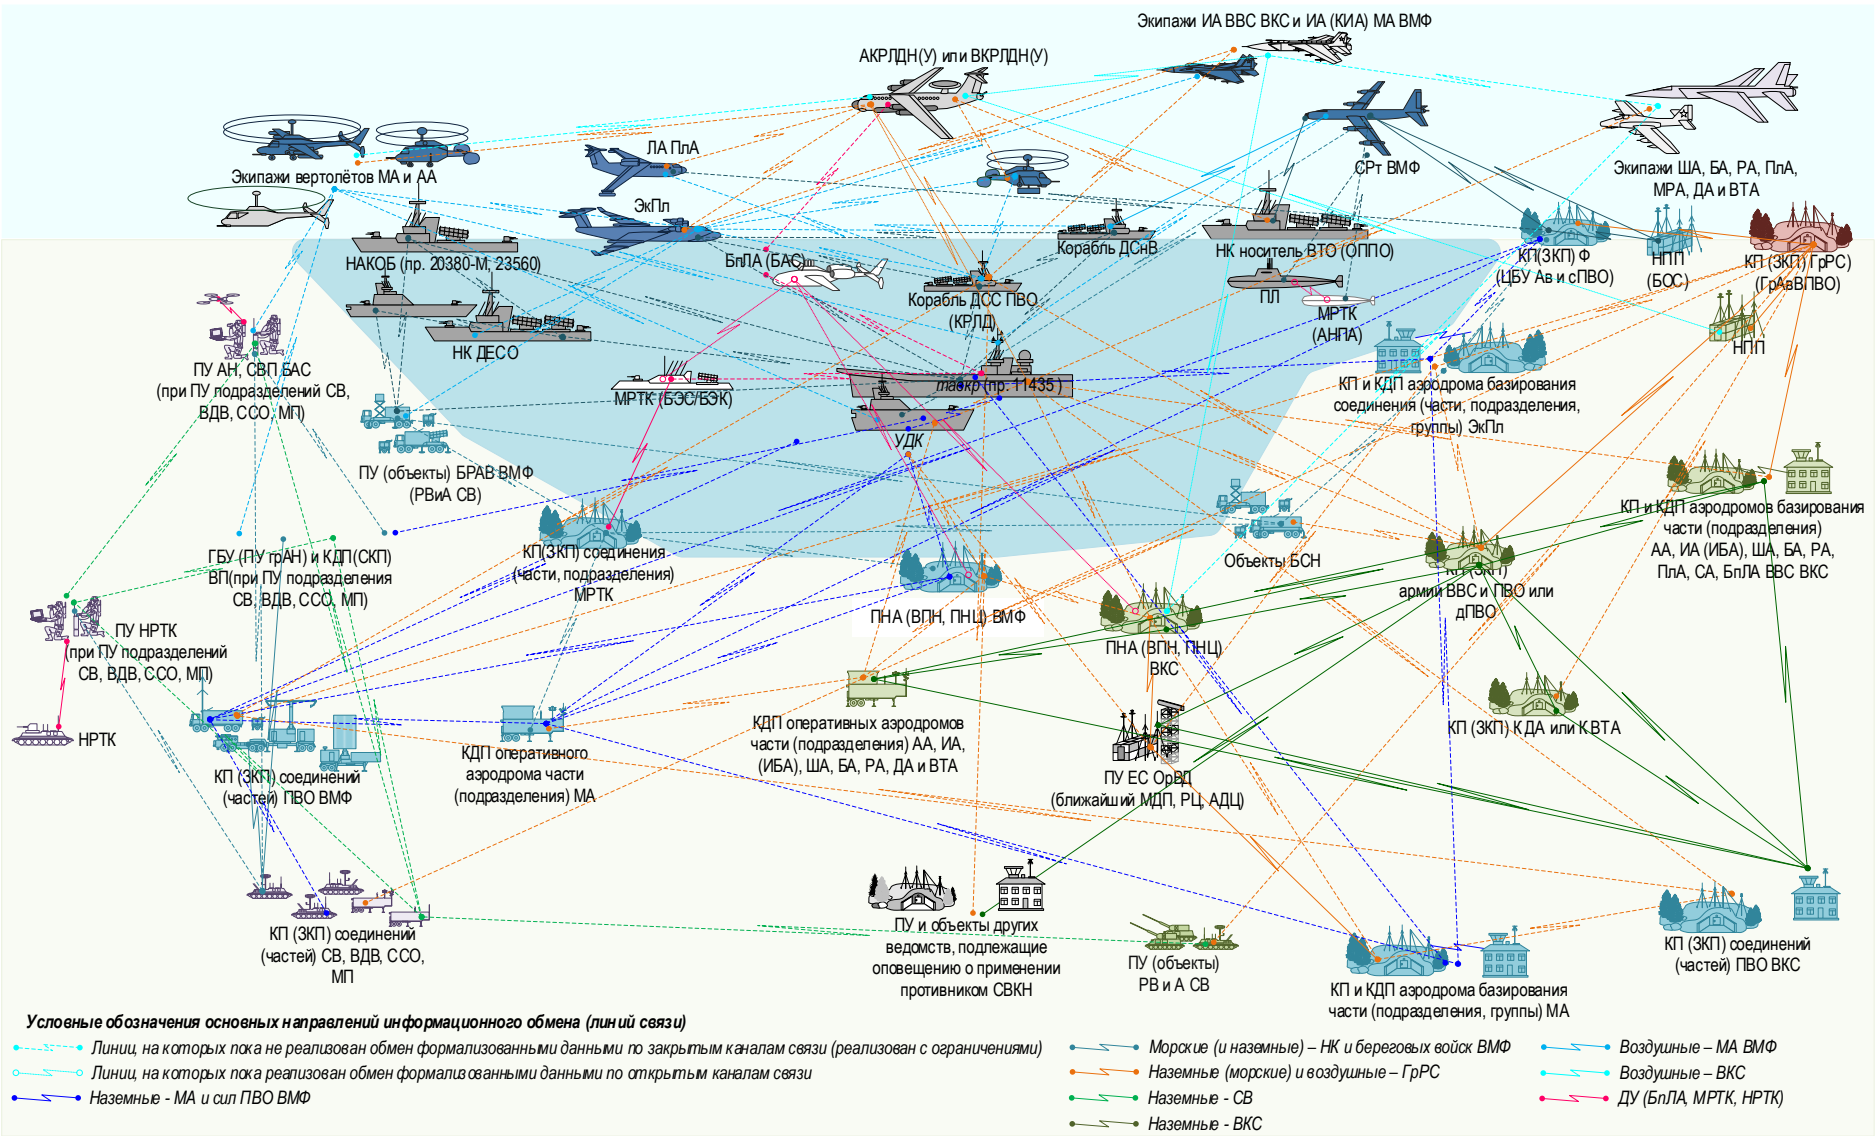 Экипажи ИА ВВС ВКС и ИА (КИА) МА ВМФ
АКРЛДН(У) или ВКРЛДН(У)
ЛА ПлА
СРт ВМФ
Экипажи ША, БА, РА, ПлА,
МРА, ДА и ВТА
Экипажи вертолётов МА и АА
ЭкПл
Корабль ДСнВ
НК носитель ВТО (ОППО)
КП(ЗКП) Ф
(ЦБУ Ав и сПВО)
НПП
(БОС)
КП (ЗКП) ГрРС)
(ГрАвВПВО)
НАКОБ (пр. 20380-М, 23560)
БпЛА (БАС)
Корабль ДСС ПВО
(КРЛД)
ПЛ
МРТК
(АНПА)
НПП
НК ДЕСО
ПУ АН, СВП БАС
(при ПУ подразделений СВ,
ВДВ, ССО, МП)
МРТК (БЭС/БЭК)
тавкр (пр. 11435 )
КП и КДП аэродрома базирования
соединения (части, подразделения,
группы) ЭкПл
УДК
ПУ (объекты) БРАВ ВМФ
(РВиА СВ)
КП и КДП аэродромов базирования
части (подразделения)
АА, ИА (ИБА), ША, БА, РА,
ПлА, СА, БпЛА ВВС ВКС
ГБУ (ПУ трАН) и КДП(СКП)
ВП(при ПУ подразделения
СВ, ВДВ, ССО, МП)
КП(ЗКП) соединения
(части, подразделения)
МРТК
Объекты БСН
КП (ЗКП)
армий ВВС и ПВО или
дПВО
ПНА (ВПН, ПНЦ) ВМФ
ПНА (ВПН, ПНЦ)
ВКС
ПУ НРТК
(при ПУ подразделений
СВ, ВДВ, ССО, МП)
НРТК
КП (ЗКП) соединений
(частей) ПВО ВМФ
КДП оперативного
аэродрома части
(подразделения) МА
КДП оперативных аэродромов
части (подразделения) АА, ИА,
(ИБА), ША, БА, РА, ДА и ВТА
ПУ ЕС ОрВД
(ближайший МДП, РЦ, АДЦ)
КП (ЗКП) КДА или КВТА
КП (ЗКП) соединений
(частей) СВ, ВДВ, ССО,
МП
ПУ и объекты других
ведомств, подлежащие
оповещению о применении
противником СВКН
ПУ (объекты)
РВ и А СВ
КП и КДП аэродрома базирования
части (подразделения, группы) МА
КП (ЗКП) соединений
(частей) ПВО ВКС
Условные обозначения основных направлений информационного обмена (линий связи)
Линии, на которых пока не реализован обмен формализованными данными по закрытым каналам связи (реализован с ограничениями)
Линии, на которых пока реализован обмен формализованными данными по открытым каналам связи
Наземные - МА и сил ПВО ВМФ
Морские (и наземные) – НК и береговых войск ВМФ
Наземные (морские) и воздушные – ГрРС
Наземные - СВ
Наземные - ВКС
Воздушные – МА ВМФ
Воздушные – ВКС
ДУ (БпЛА, МРТК, НРТК)